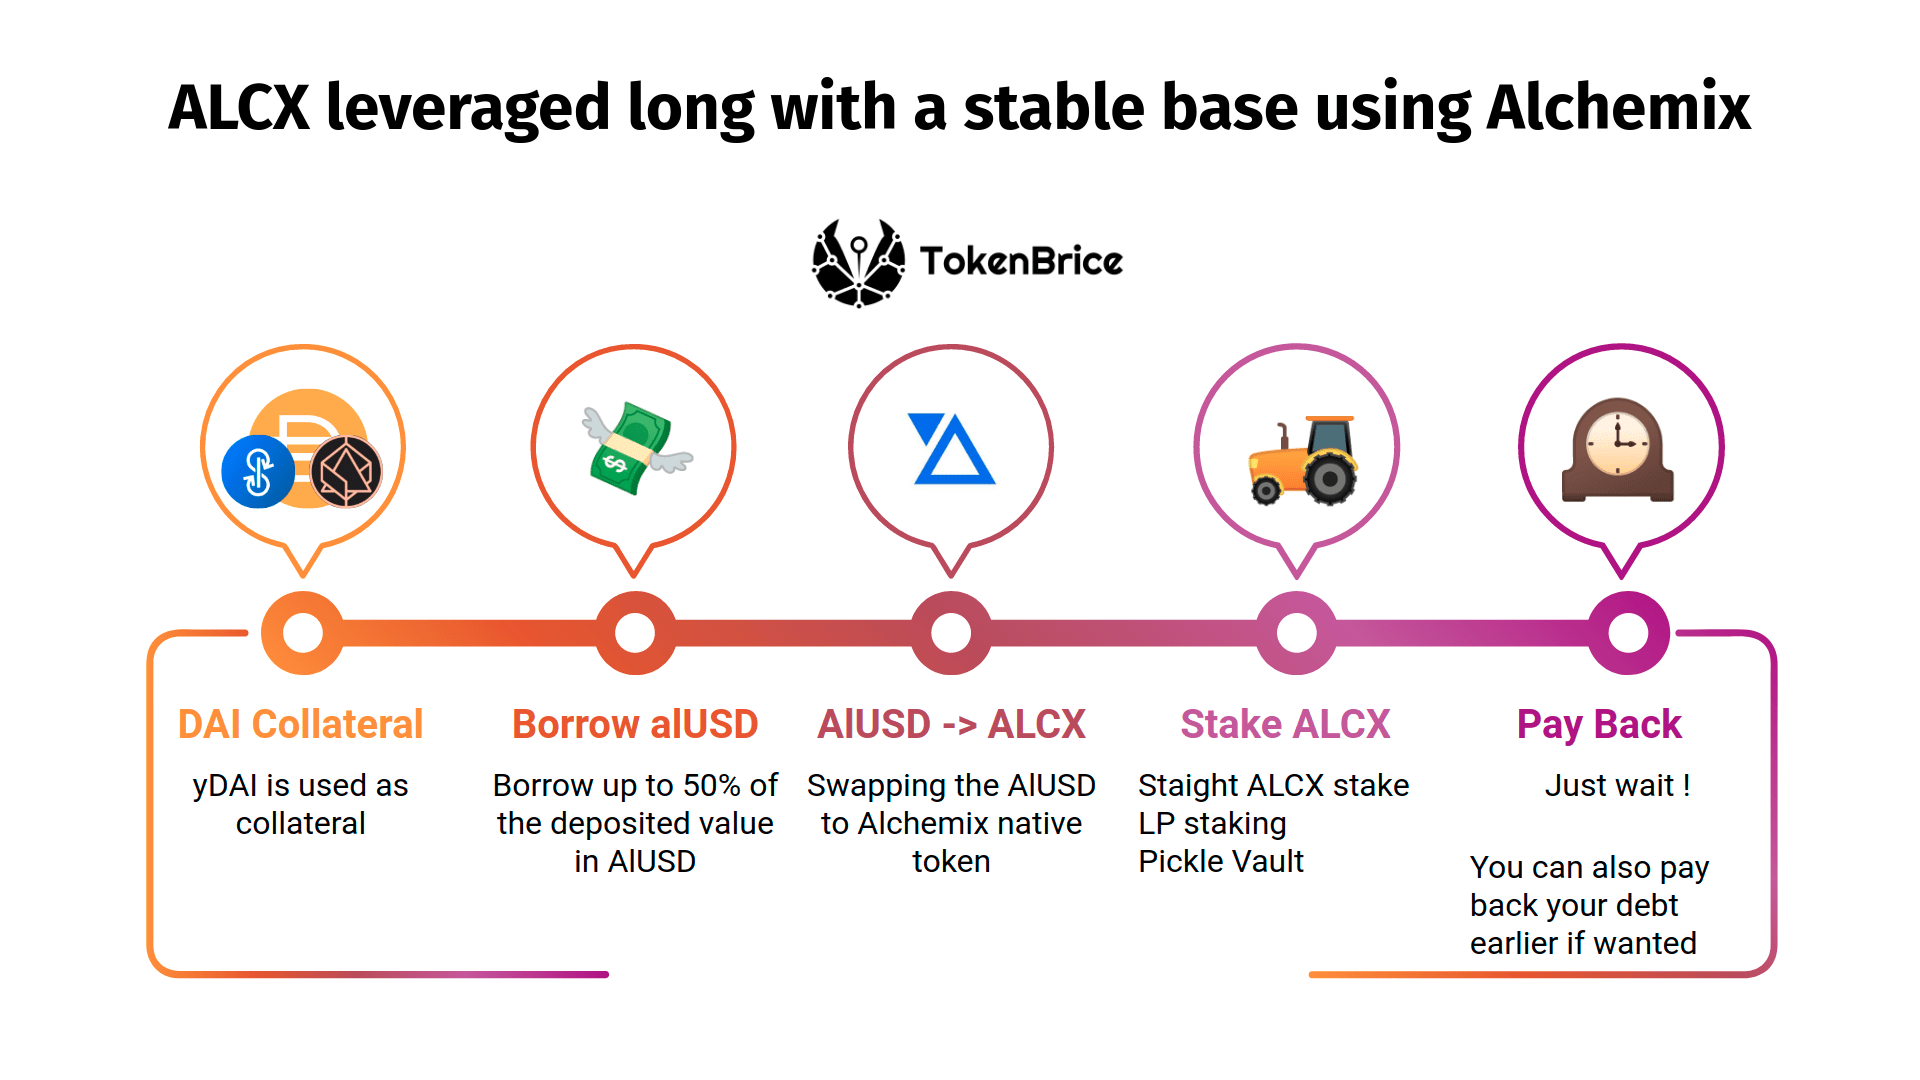 ALCX leveraged long with a stable base using Alchemix
TokenBrice
DAI Collateral
yDAI is used as
collateral
Borrow alUSD
Borrow up to 50% of
the deposited value
in AlUSD
AlUSD -> ALCX
Swapping the AlUSD
to Alchemix native
token
Stake ALCX
Staight ALCX stake
LP staking
Pickle Vault
Pay Back
Just wait !
You can also pay
back your debt
earlier if wanted